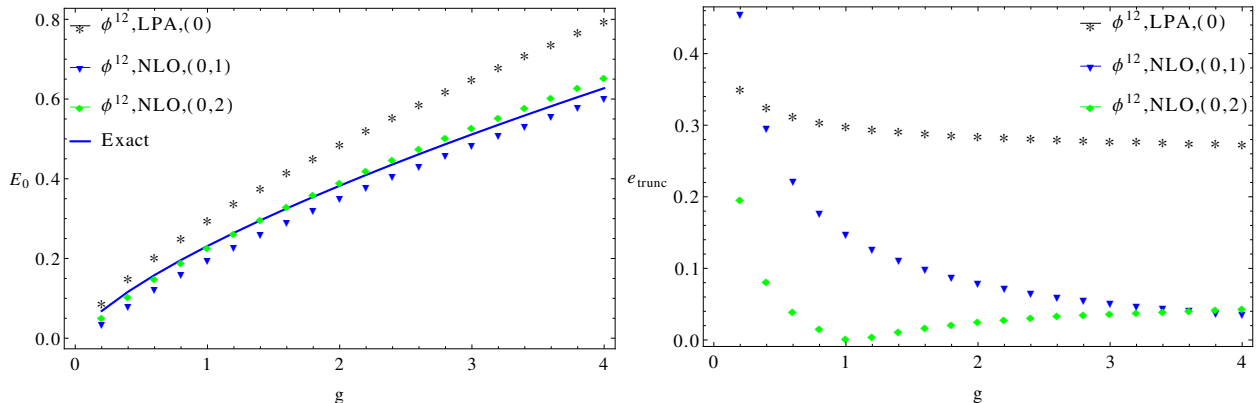 0.8
0.6
0.4
0.2
0.0
E₀
0 1 2 3 4
g
ϕ¹²,LPA,(0)
ϕ¹²,NLO,(0,1)
ϕ¹²,NLO,(0,2)
Exact
0.4
0.3
0.2
0.1
0.0
e_trunc
0 1 2 3 4
g
ϕ¹²,LPA,(0)
ϕ¹²,NLO,(0,1)
ϕ¹²,NLO,(0,2)